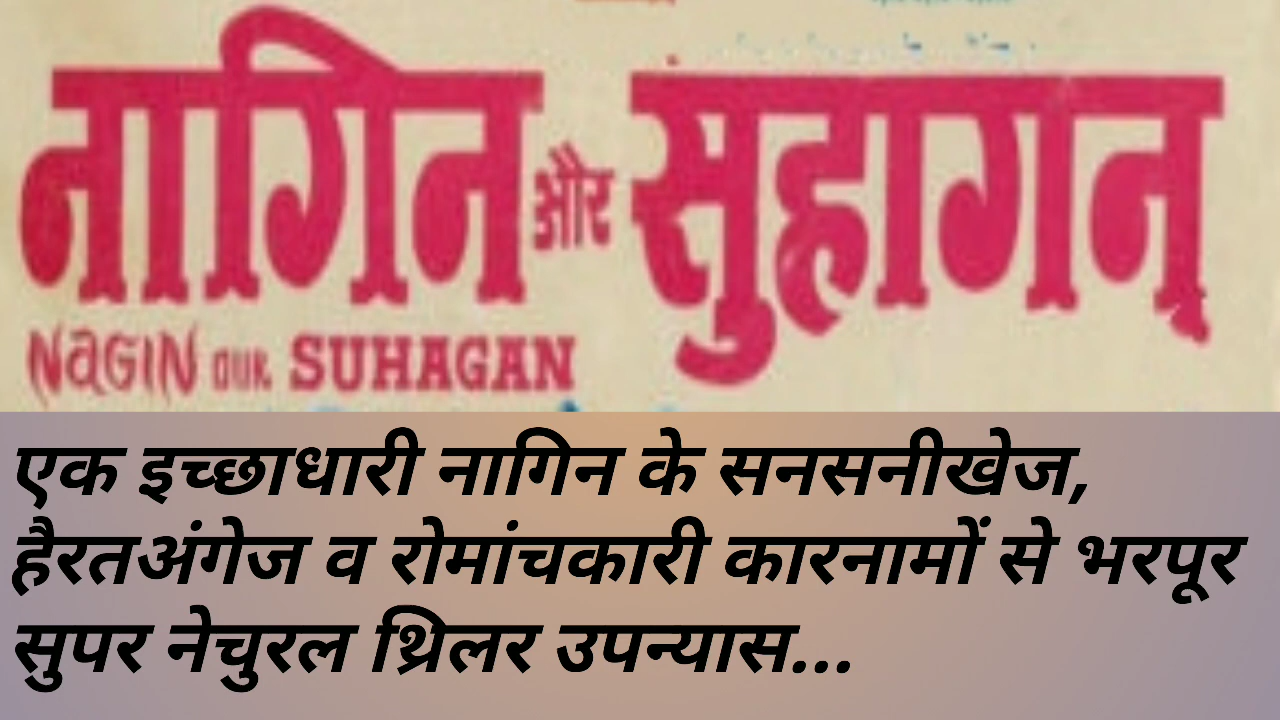 नागिन और सुहागन
NagiN OUR SUHAGAN
एक इच्छाधारी नागिन के सनसनीखेज,
हैरतअंगेज व रोमांचकारी कारनामों से भरपूर
सुपर नेचुरल थ्रिलर उपन्यास...